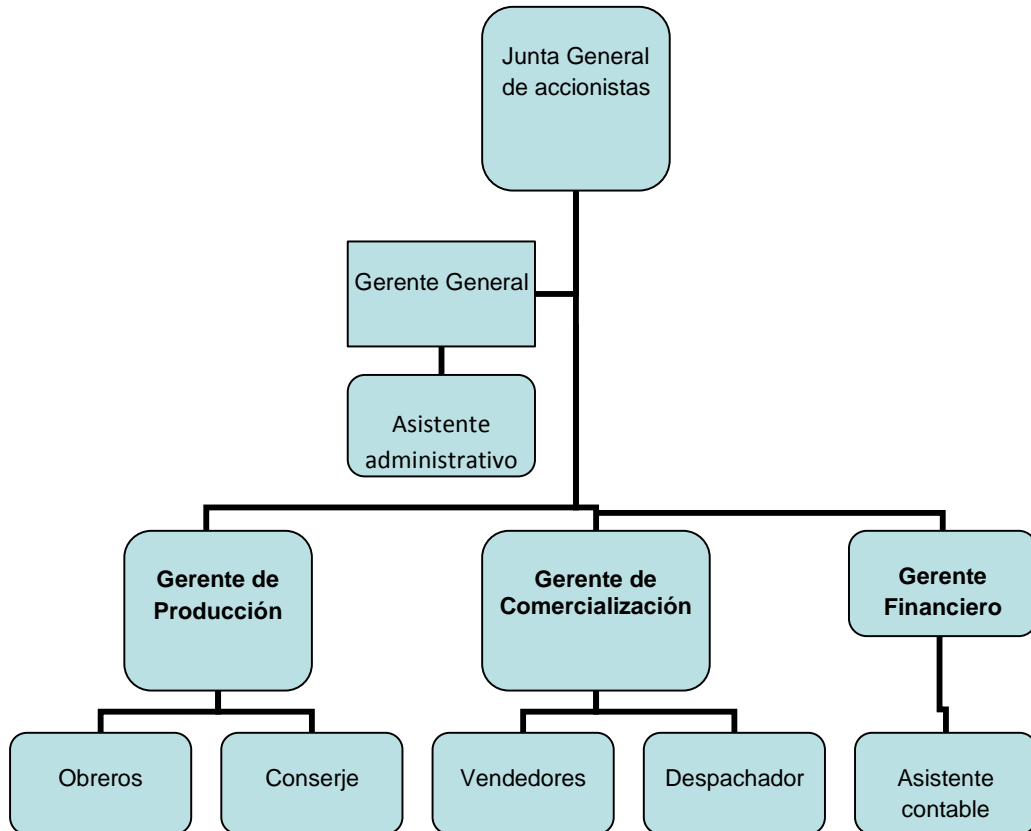 Junta General
de accionistas
Gerente General
Asistente
administrativo
Gerente de
Producción
Gerente de
Comercialización
Gerente
Financiero
Obreros
Conserje
Vendedores
Despachador
Asistente
contable